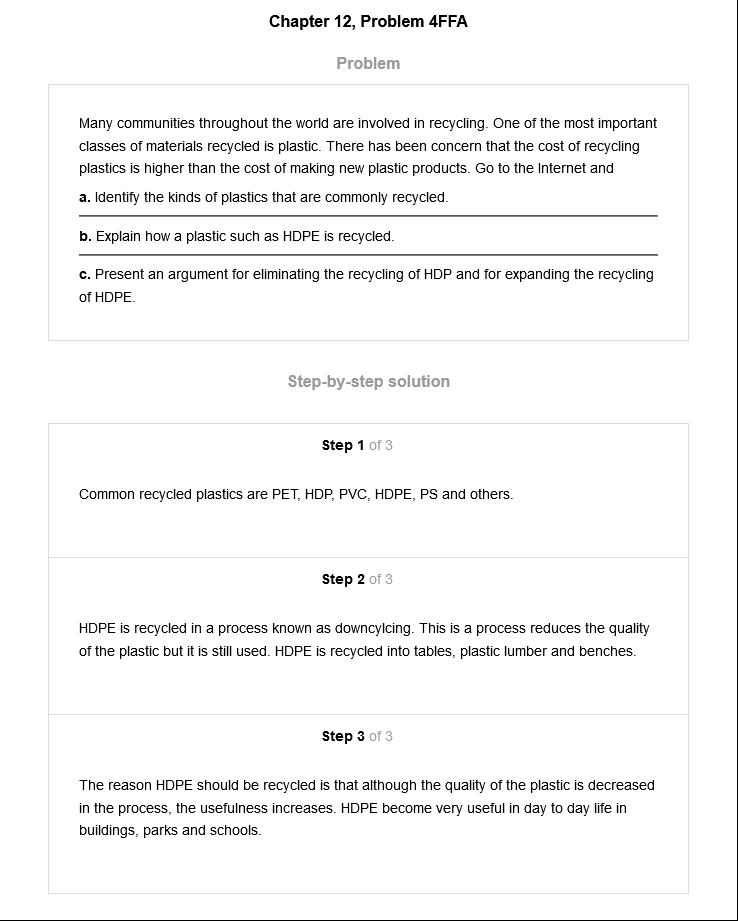 Chapter 12, Problem 4FFA
Problem
Many communities throughout the world are involved in recycling. One of the most important
classes of materials recycled is plastic. There has been concern that the cost of recycling
plastics is higher than the cost of making new plastic products. Go to the Internet and
a. Identify the kinds of plastics that are commonly recycled.
b. Explain how a plastic such as HDPE is recycled.
c. Present an argument for eliminating the recycling of HDP and for expanding the recycling
of HDPE.
Step-by-step solution
Step 1 of 3
Common recycled plastics are PET, HDP, PVC, HDPE, PS and others.
Step 2 of 3
HDPE is recycled in a process known as downcylcing. This is a process reduces the quality
of the plastic but it is still used. HDPE is recycled into tables, plastic lumber and benches.
Step 3 of 3
The reason HDPE should be recycled is that although the quality of the plastic is decreased
in the process, the usefulness increases. HDPE become very useful in day to day life in
buildings, parks and schools.